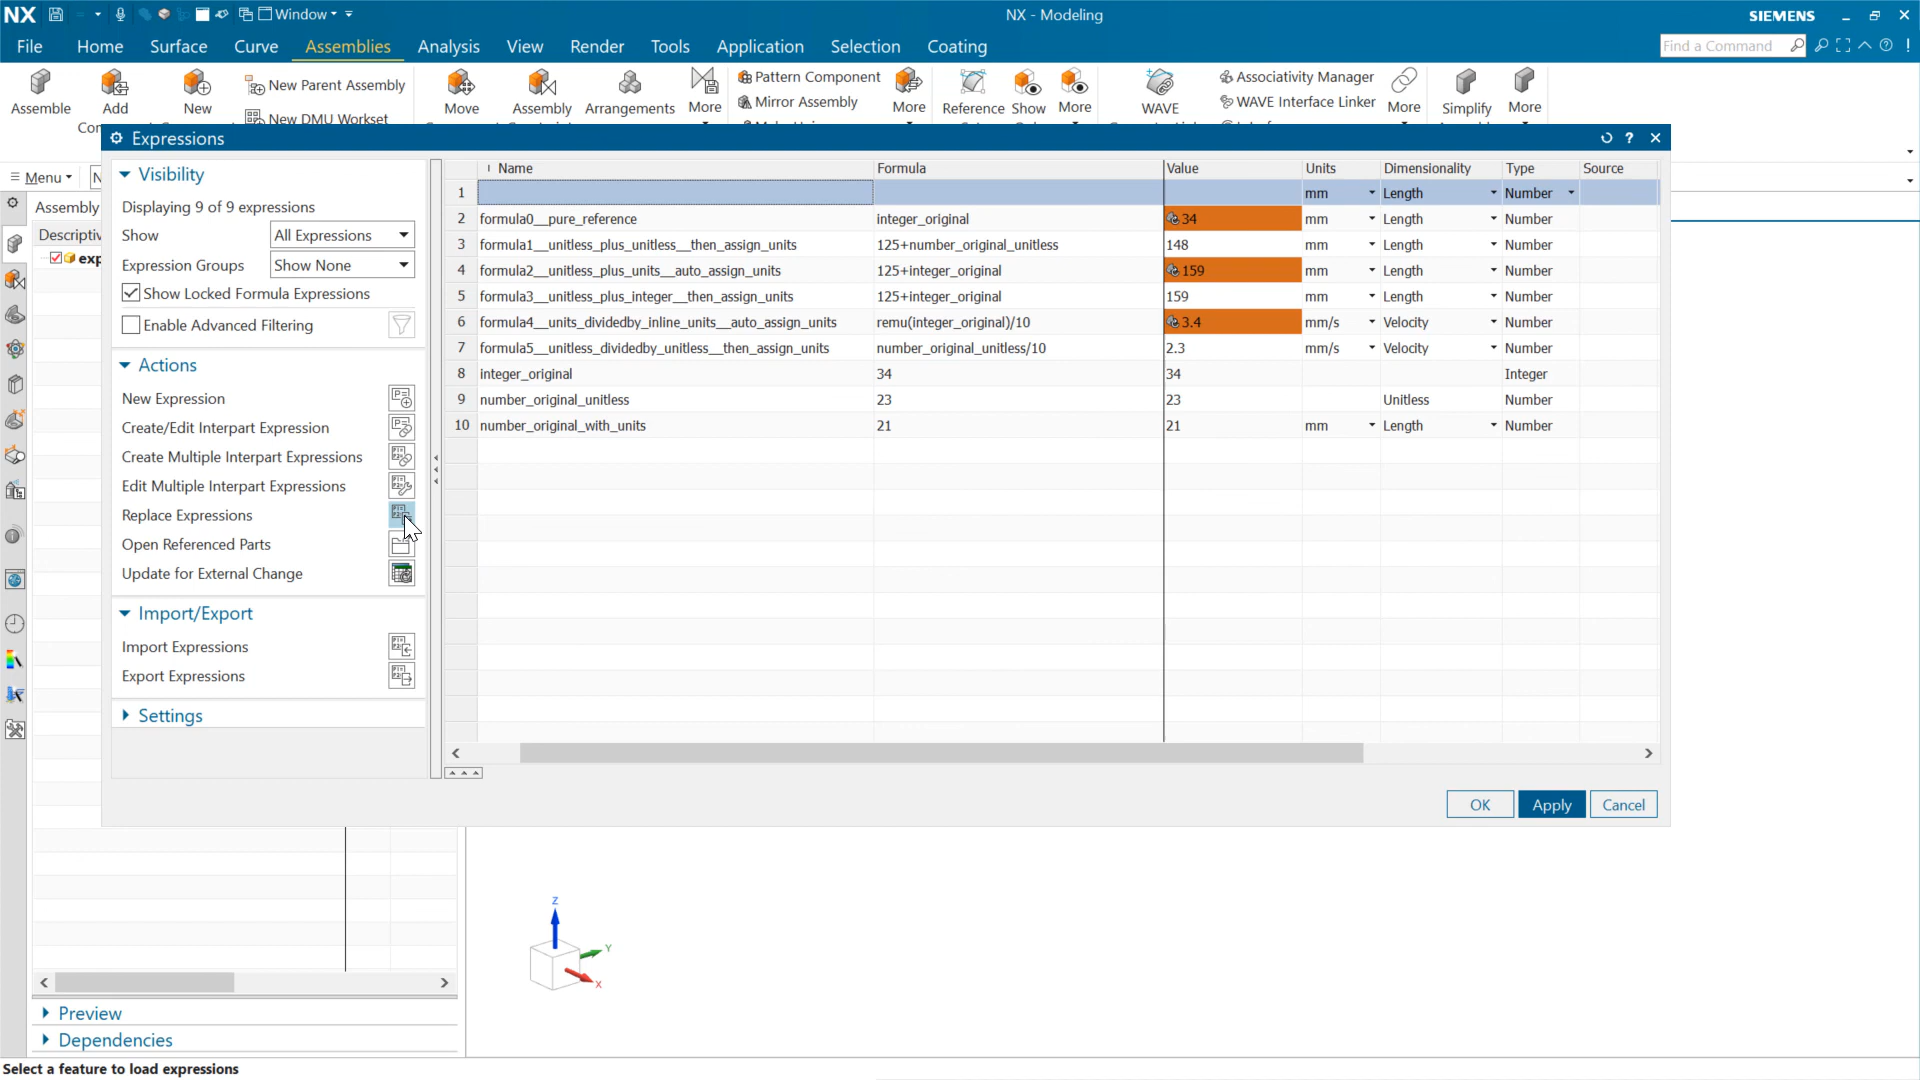 NX Window NX - Modeling SIEMENS
File Home Surface Curve Assemblies Analysis View Render Tools Application Selection Coating Find a Command
New Parent Assembly Pattern Component Associativity Manager
Mirror Assembly WAVE Interface Linker
Assemble Add New Move Assembly Arrangements More More Reference Show More WAVE More Simplify More
New DMU Workset
Expressions
Menu N
Assembly
Descriptiv
exp
Visibility
Displaying 9 of 9 expressions
Show All Expressions
Expression Groups Show None
Show Locked Formula Expressions
Enable Advanced Filtering
Actions
New Expression
Create/Edit Interpart Expression
Create Multiple Interpart Expressions
Edit Multiple Interpart Expressions
Replace Expressions
Open Referenced Parts
Update for External Change
Import/Export
Import Expressions
Export Expressions
Settings
Name Formula Value Units Dimensionality Type Source
1 mm Length Number
2 formula0__pure_reference integer_original 34 mm Length Number
3 formula1__unitless_plus_unitless__then_assign_units 125+number_original_unitless 148 mm Length Number
4 formula2__unitless_plus_units__auto_assign_units 125+integer_original 159 mm Length Number
5 formula3__unitless_plus_integer__then_assign_units 125+integer_original 159 mm Length Number
6 formula4__units_dividedby_inline_units__auto_assign_units remu(integer_original)/10 3.4 mm/s Velocity Number
7 formula5__unitless_dividedby_unitless__then_assign_units number_original_unitless/10 2.3 mm/s Velocity Number
8 integer_original 34 34 Integer
9 number_original_unitless 23 23 Unitless Number
10 number_original_with_units 21 21 mm Length Number
OK Apply Cancel
Z
Y
X
Preview
Dependencies
Select a feature to load expressions